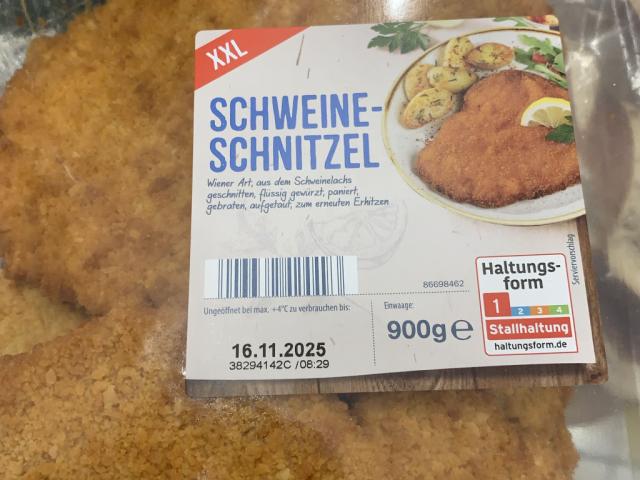 XXL
SCHWEINE-
SCHNITZEL
Wiener Art, aus dem Schweinelachs
geschnitten, flüssig gewürzt, paniert,
gebraten, aufgetaut, zum erneuten Erhitzen
86698462
Ungeöffnet bei max. +4°C zu verbrauchen bis:
16.11.2025
38294142C /08:29
Einwaage:
900g e
Haltungs-
form
1 2 3 4
Stallhaltung
haltungsform.de
Serviervorschlag